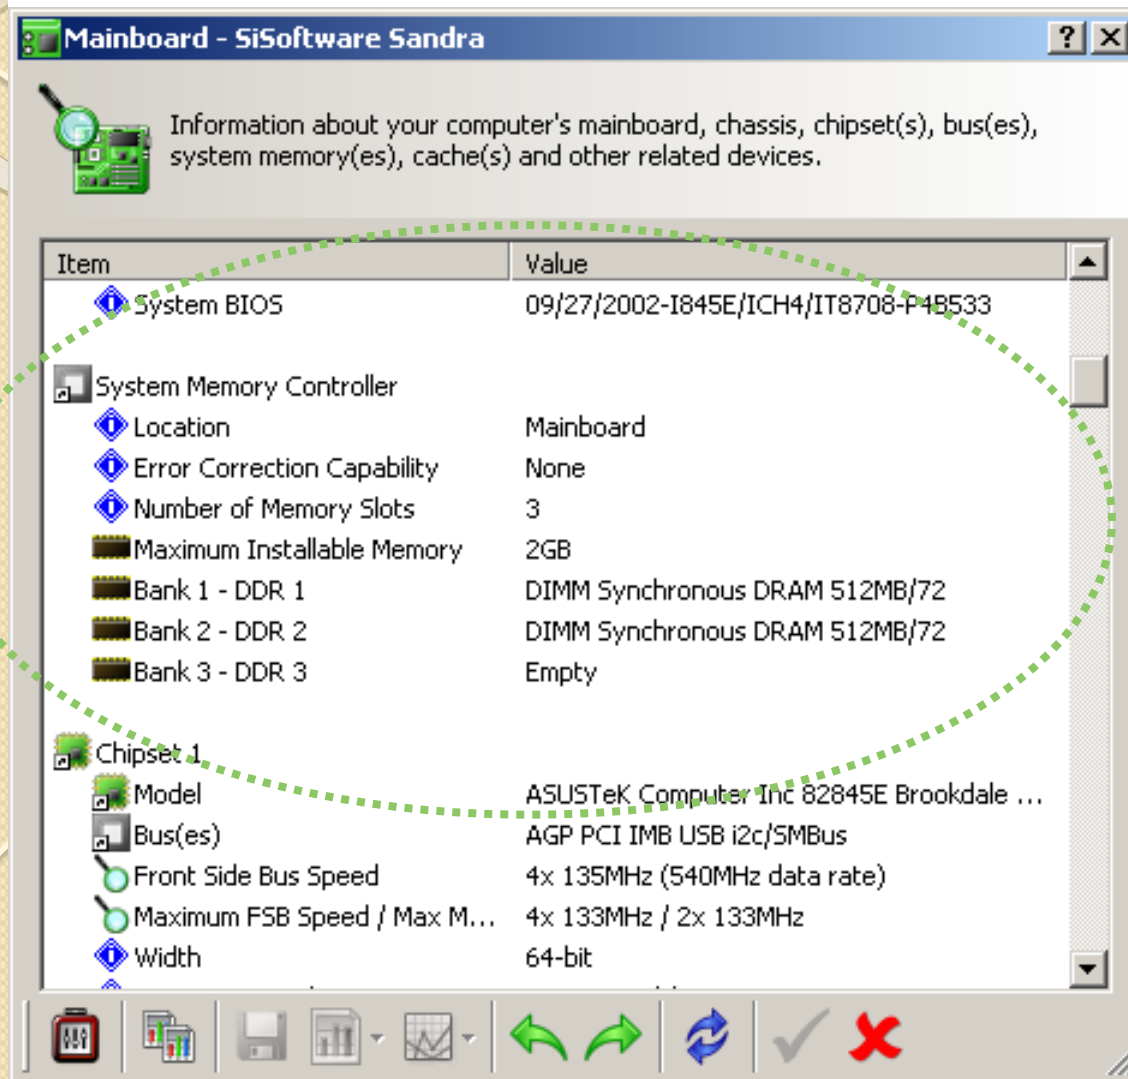 Mainboard - SiSoftware Sandra
Information about your computer's mainboard, chassis, chipset(s), bus(es),
system memory(es), cache(s) and other related devices.
Item Value
System BIOS 09/27/2002-I845E/ICH4/IT8708-P4B533
System Memory Controller
Location Mainboard
Error Correction Capability None
Number of Memory Slots 3
Maximum Installable Memory 2GB
Bank 1 - DDR 1 DIMM Synchronous DRAM 512MB/72
Bank 2 - DDR 2 DIMM Synchronous DRAM 512MB/72
Bank 3 - DDR 3 Empty
Chipset 1
Model ASUSTeK Computer Inc 82845E Brookdale ...
Bus(es) AGP PCI IMB USB i2c/SMBus
Front Side Bus Speed 4x 135MHz (540MHz data rate)
Maximum FSB Speed / Max M... 4x 133MHz / 2x 133MHz
Width 64-bit